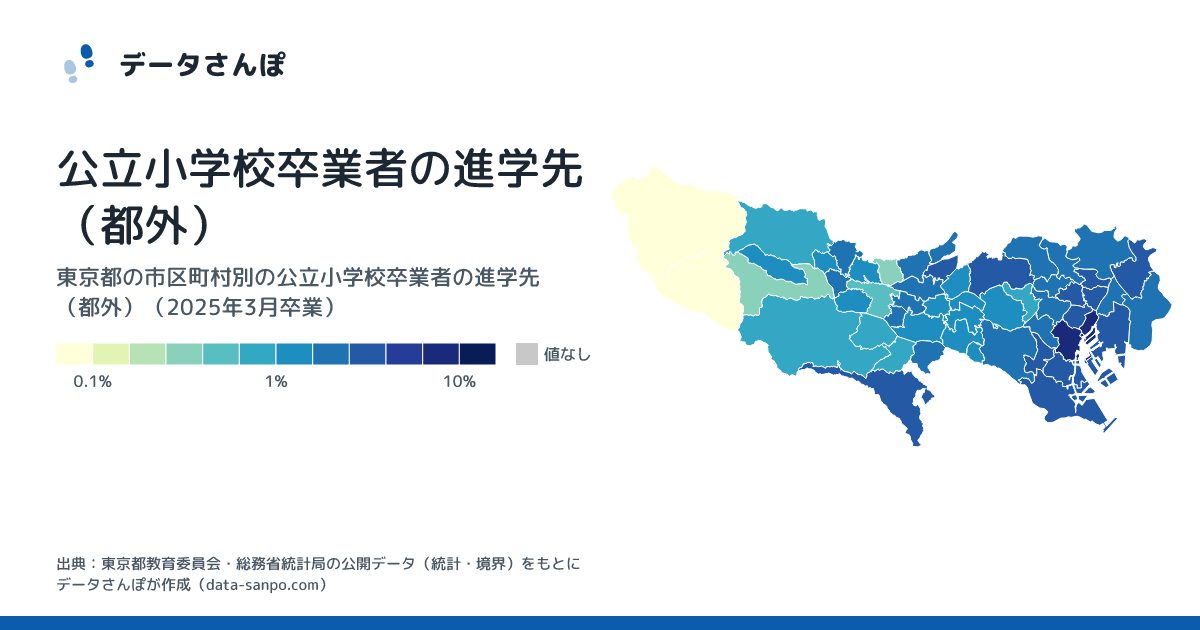 データさんぽ
公立小学校卒業者の進学先
（都外）
東京都の市区町村別の公立小学校卒業者の進学先
（都外）（2025年3月卒業）
値なし
0.1% 1% 10%
出典：東京都教育委員会・総務省統計局の公開データ（統計・境界）をもとに
データさんぽが作成（data-sanpo.com）